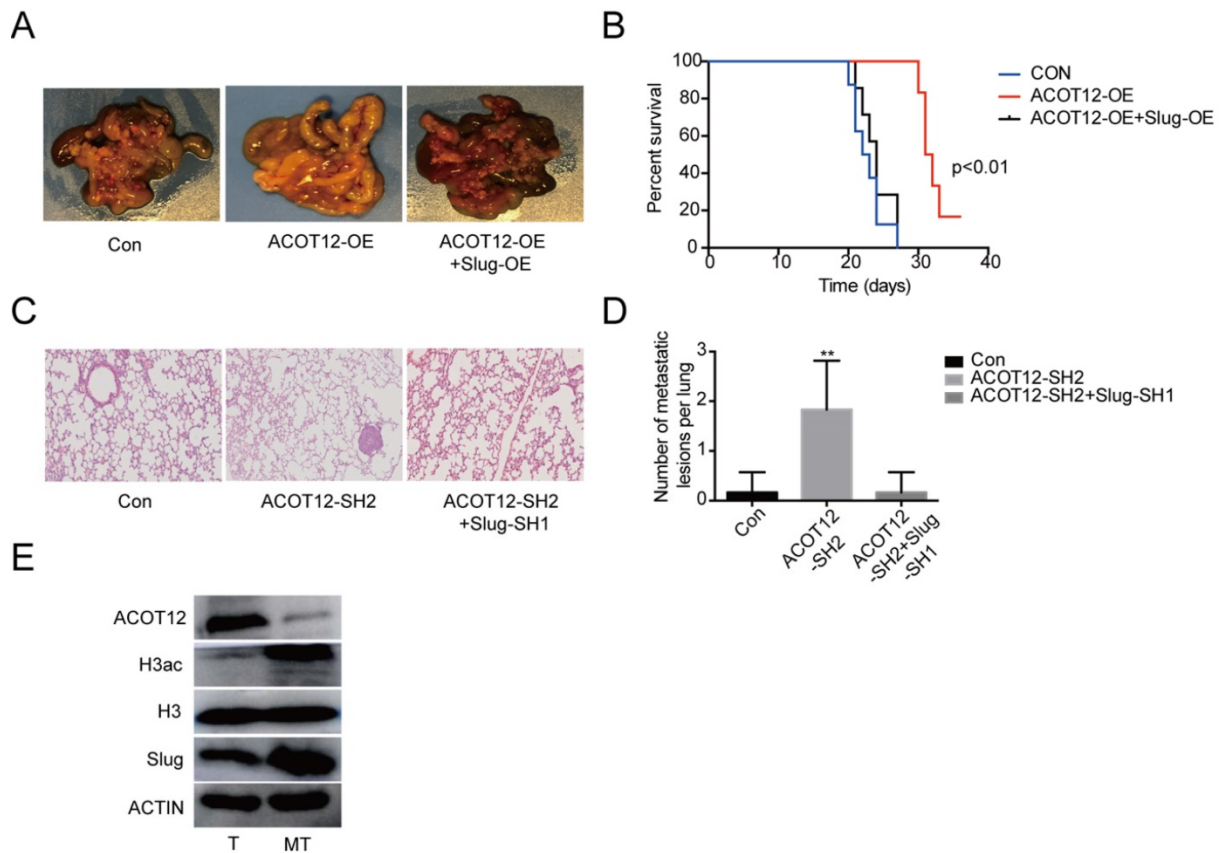 A
Con
ACOT12-OE
ACOT12-OE
+Slug-OE
B
Percent survival
100
80
60
40
20
0
0
10
20
30
40
Time (days)
CON
ACOT12-OE
ACOT12-OE+Slug-OE
p<0.01
C
Con
ACOT12-SH2
ACOT12-SH2
+Slug-SH1
D
Number of metastatic
lesions per lung
3
2
1
0
**
Con
ACOT12
-SH2
ACOT12
-SH2+Slug
-SH1
Con
ACOT12-SH2
ACOT12-SH2+Slug-SH1
E
ACOT12
H3ac
H3
Slug
ACTIN
T
MT